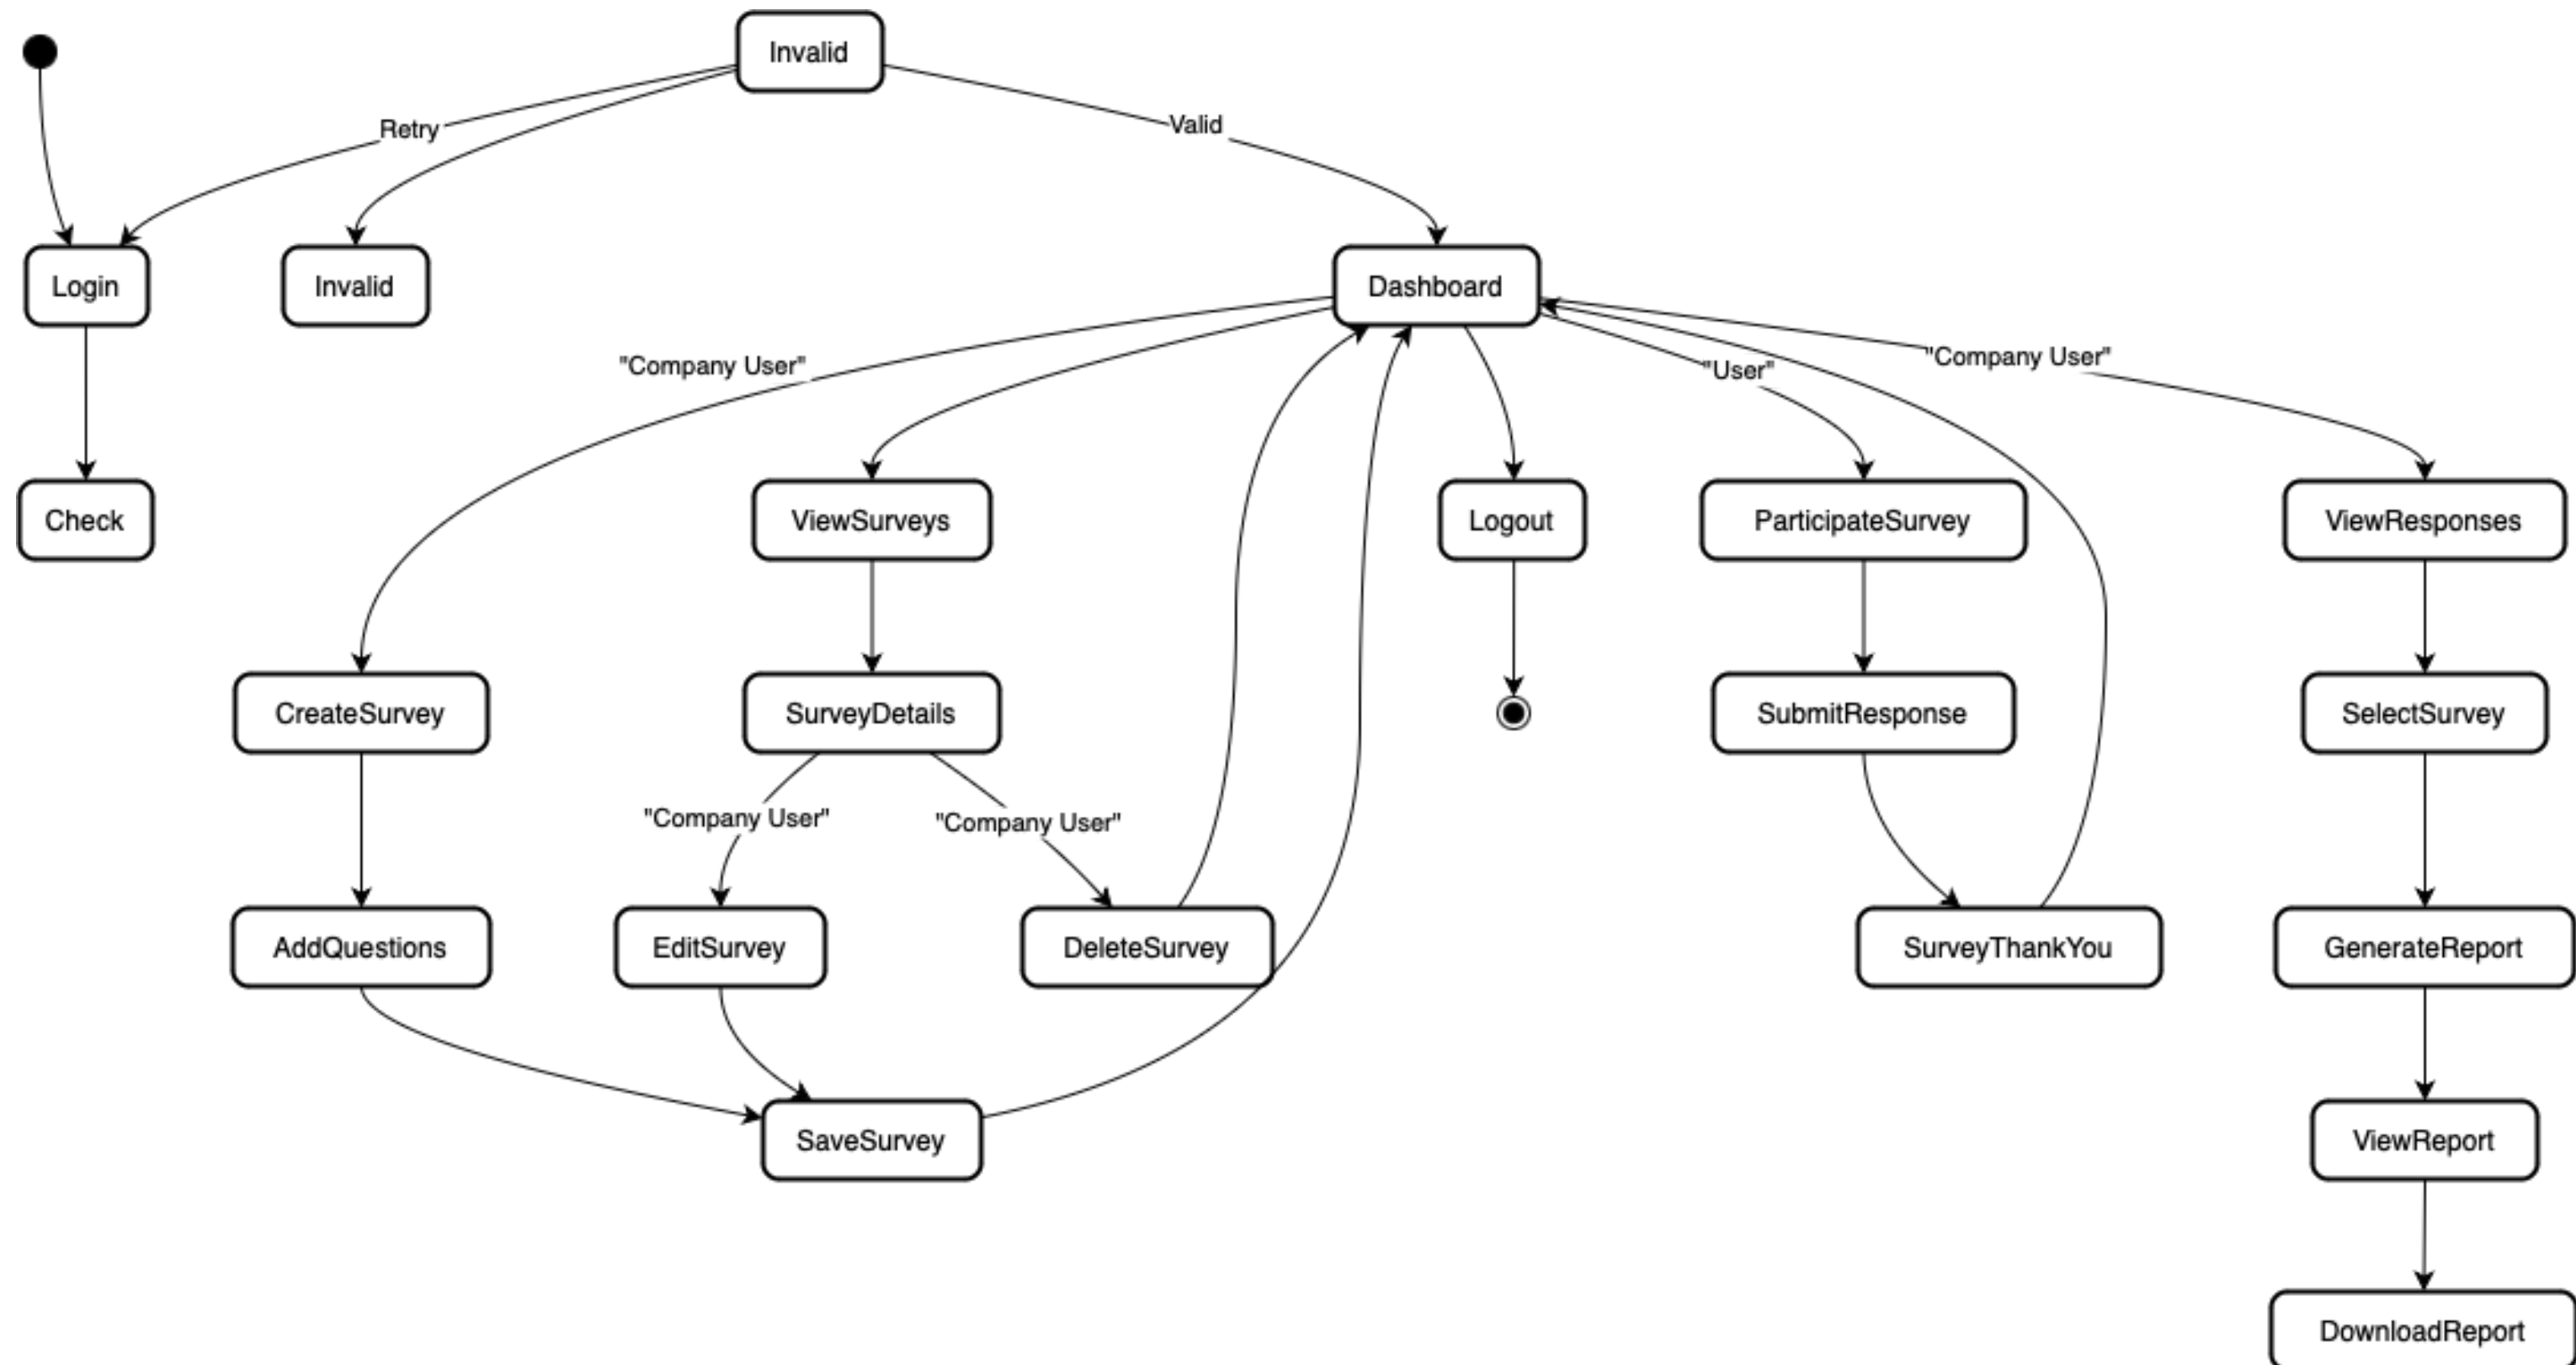 Invalid
Retry
Valid
Login
Invalid
Dashboard
"Company User"
"User"
"Company User"
Check
ViewSurveys
Logout
ParticipateSurvey
ViewResponses
CreateSurvey
SurveyDetails
SubmitResponse
SelectSurvey
"Company User"
"Company User"
AddQuestions
EditSurvey
DeleteSurvey
SurveyThankYou
GenerateReport
SaveSurvey
ViewReport
DownloadReport